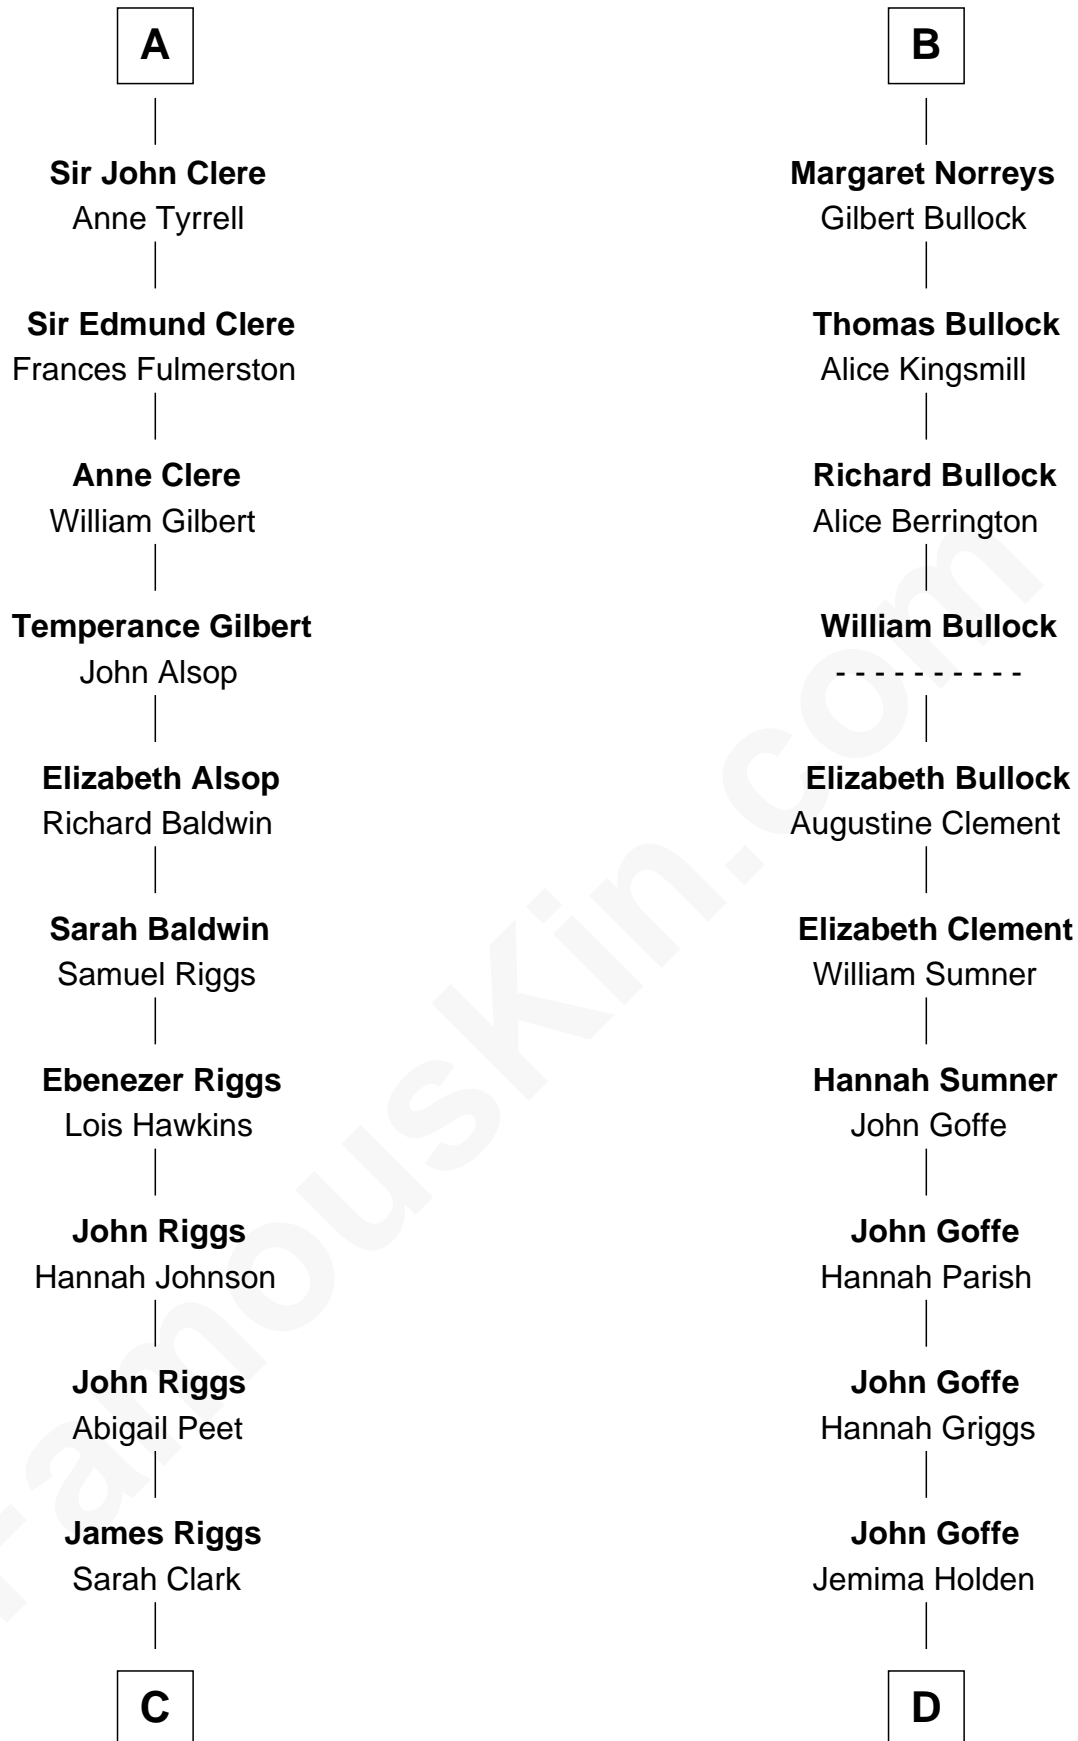 A
Sir John Clere
Anne Tyrrell
Sir Edmund Clere
Frances Fulmerston
Anne Clere
William Gilbert
Temperance Gilbert
John Alsop
Elizabeth Alsop
Richard Baldwin
Sarah Baldwin
Samuel Riggs
Ebenezer Riggs
Lois Hawkins
John Riggs
Hannah Johnson
John Riggs
Abigail Peet
James Riggs
Sarah Clark
C
B
Margaret Norreys
Gilbert Bullock
Thomas Bullock
Alice Kingsmill
Richard Bullock
Alice Berrington
William Bullock
- - - - - - - - - -
Elizabeth Bullock
Augustine Clement
Elizabeth Clement
William Sumner
Hannah Sumner
John Goffe
John Goffe
Hannah Parish
John Goffe
Hannah Griggs
John Goffe
Jemima Holden
D
FamousKin.com